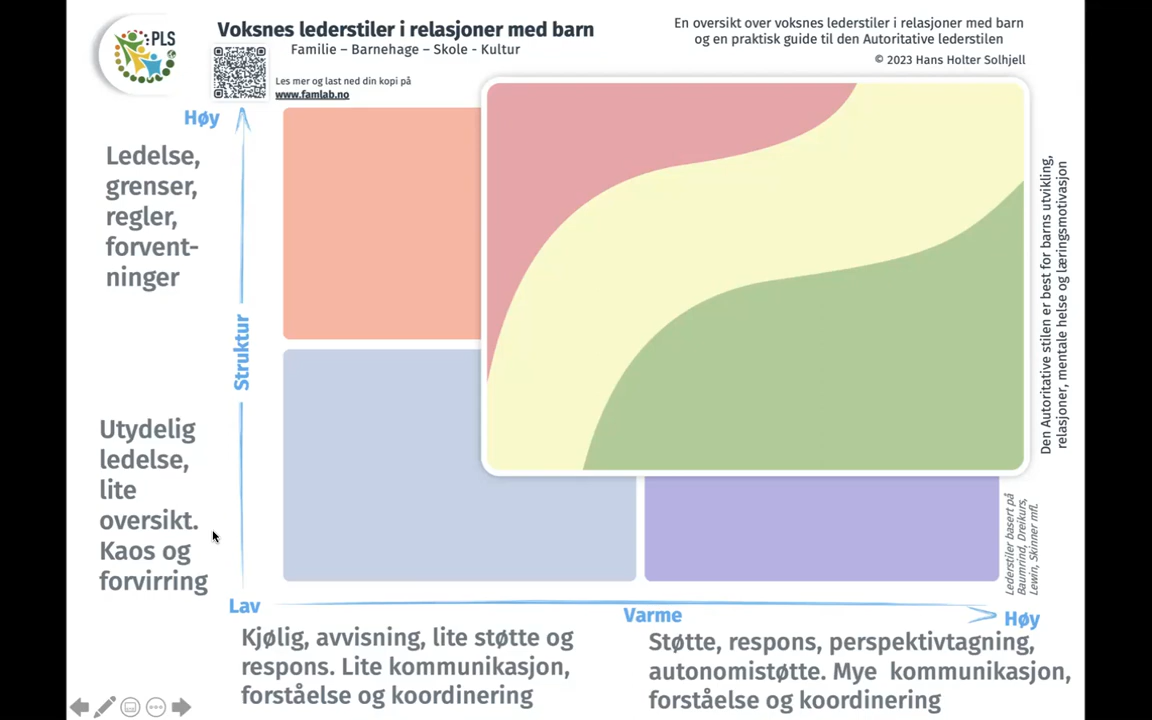 PLS
Voksnes lederstiler i relasjoner med barn
Familie – Barnehage – Skole - Kultur
Les mer og last ned din kopi på
www.famlab.no
En oversikt over voksnes lederstiler i relasjoner med barn
og en praktisk guide til den Autoritative lederstilen
© 2023 Hans Holter Solhjell
Høy
Ledelse,
grenser,
regler,
forvent-
ninger
Struktur
Utydelig
ledelse,
lite
oversikt.
Kaos og
forvirring
Den Autoritative stilen er best for barns utvikling,
relasjoner, mentale helse og læringsmotivasjon
Lederstiler basert på
Baumrind, Dreikurs,
Lewin, Skinner mfl.
Lav
Varme
Høy
Kjølig, avvisning, lite støtte og
respons. Lite kommunikasjon,
forståelse og koordinering
Støtte, respons, perspektivtagning,
autonomistøtte. Mye kommunikasjon,
forståelse og koordinering